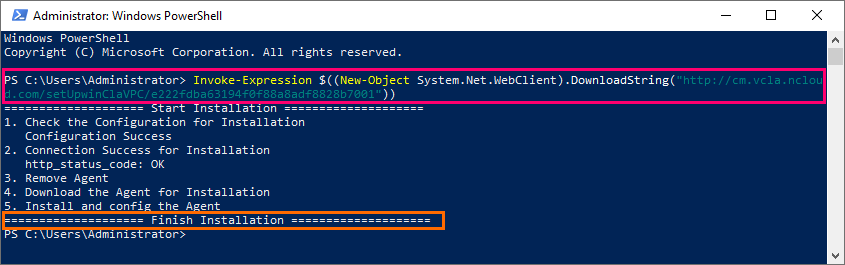 Administrator: Windows PowerShell
Windows PowerShell
Copyright (C) Microsoft Corporation. All rights reserved.
PS C:\Users\Administrator> Invoke-Expression $((New-Object System.Net.WebClient).DownloadString("http://cm.vcla.nclou
d.com/setUpwinClaVPC/e222fdba63194f0f88a8adf8828b7001"))
==================== Start Installation ====================
1. Check the Configuration for Installation
   Configuration Success
2. Connection Success for Installation
   http_status_code: OK
3. Remove Agent
4. Download the Agent for Installation
5. Install and config the Agent
==================== Finish Installation ====================
PS C:\Users\Administrator>